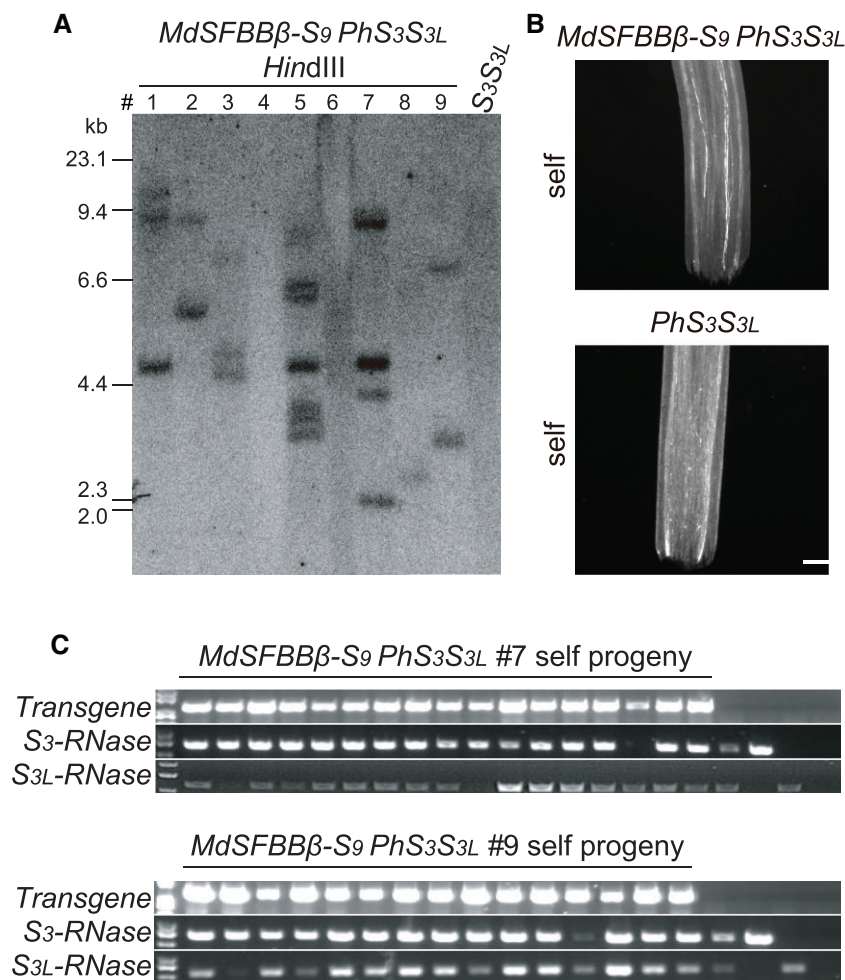 A
MdSFBBβ-S9 PhS3S3L
HindIII
# 1 2 3 4 5 6 7 8 9 S3S3L
kb
23.1
9.4
6.6
4.4
2.3
2.0
B
MdSFBBβ-S9 PhS3S3L
self
PhS3S3L
self
C
MdSFBBβ-S9 PhS3S3L #7 self progeny
Transgene
S3-RNase
S3L-RNase
MdSFBBβ-S9 PhS3S3L #9 self progeny
Transgene
S3-RNase
S3L-RNase